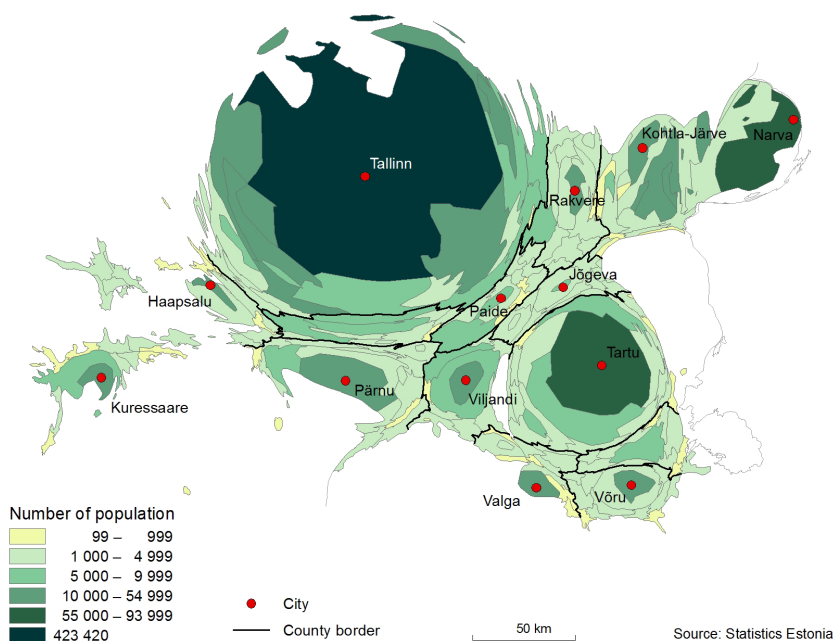 Kohtla-Järve
Narva
Tallinn
Rakvere
Jõgeva
Haapsalu
Paide
Tartu
Pärnu
Viljandi
Kuressaare
Valga
Võru
Number of population
99 – 999
1 000 – 4 999
5 000 – 9 999
10 000 – 54 999
55 000 – 93 999
423 420
City
County border
50 km
Source: Statistics Estonia